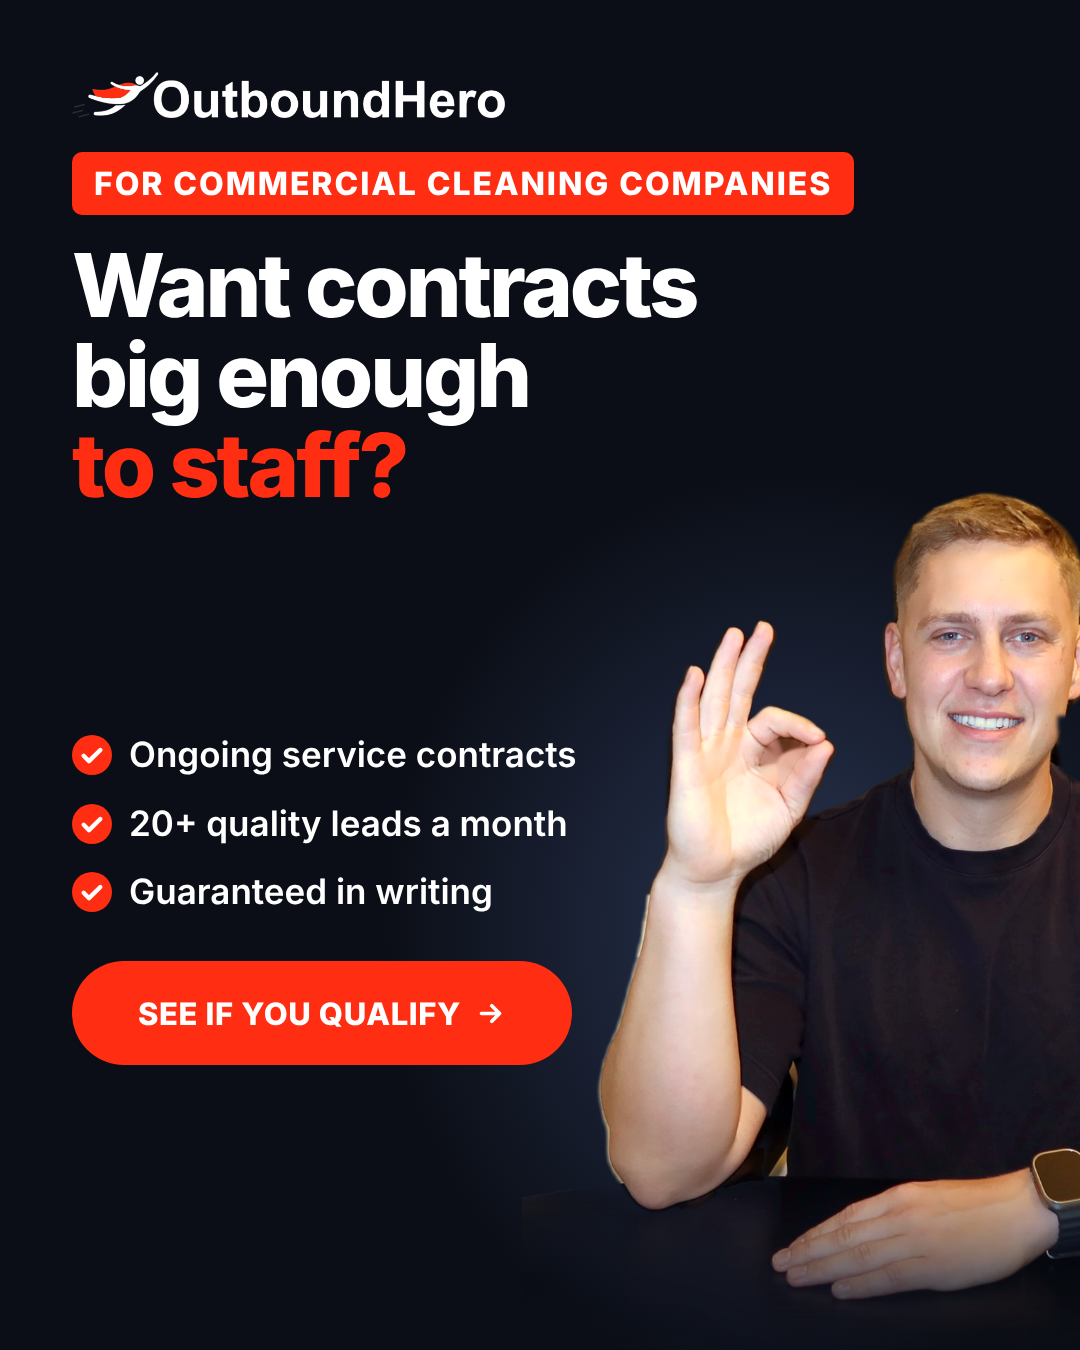 OutboundHero
FOR COMMERCIAL CLEANING COMPANIES
Want contracts
big enough
to staff?
Ongoing service contracts
20+ quality leads a month
Guaranteed in writing
SEE IF YOU QUALIFY →